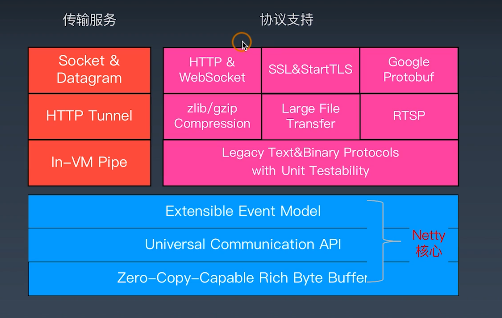 传输服务
协议支持
Socket &
Datagram
HTTP Tunnel
In-VM Pipe
HTTP &
WebSocket
SSL&StartTLS
Google
Protobuf
zlib/gzip
Compression
Large File
Transfer
RTSP
Legacy Text&Binary Protocols
with Unit Testability
Extensible Event Model
Universal Communication API
Zero-Copy-Capable Rich Byte Buffer
Netty
核心